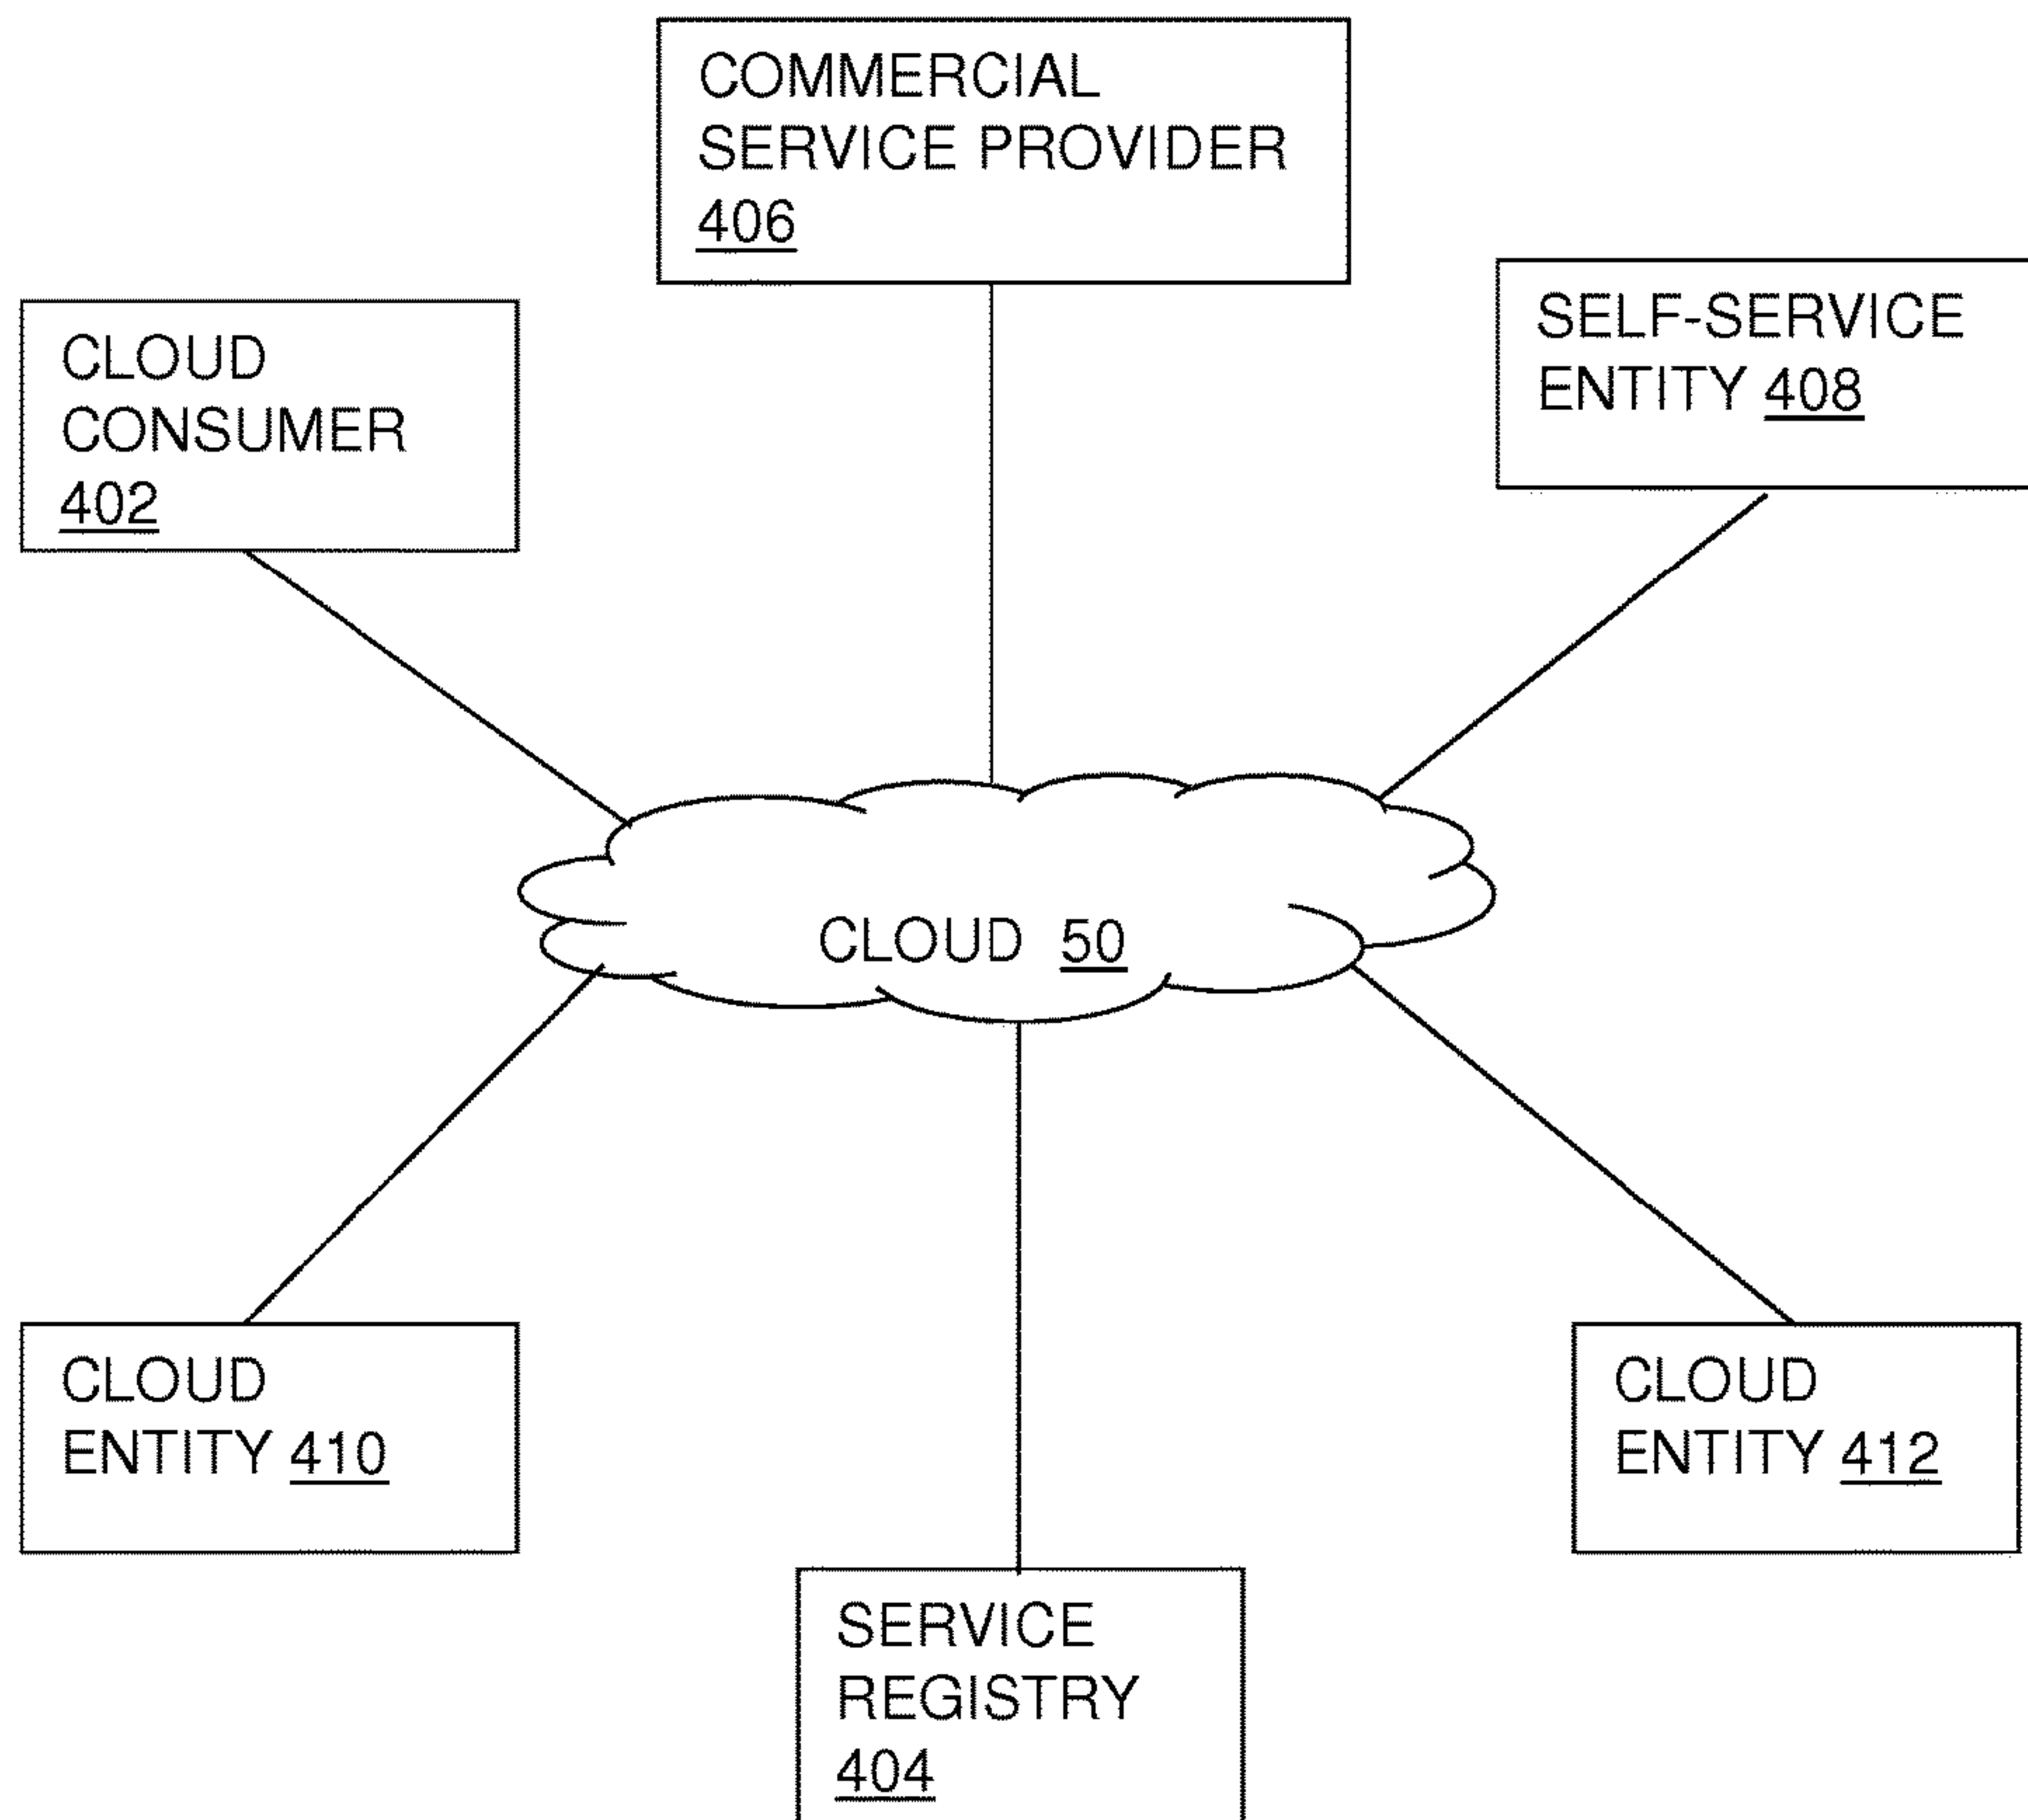 COMMERCIAL
SERVICE PROVIDER
406
SELF-SERVICE
ENTITY 408
CLOUD
CONSUMER
402
CLOUD 50
CLOUD
ENTITY 410
CLOUD
ENTITY 412
SERVICE
REGISTRY
404